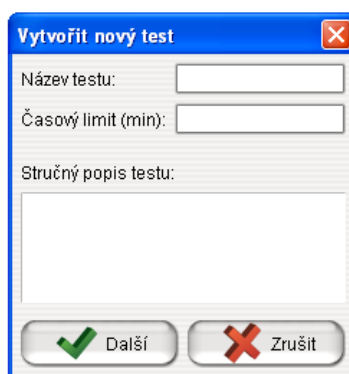 Vytvořit nový test
Název testu:
Časový limit (min):
Stručný popis testu:
Další Zrušit